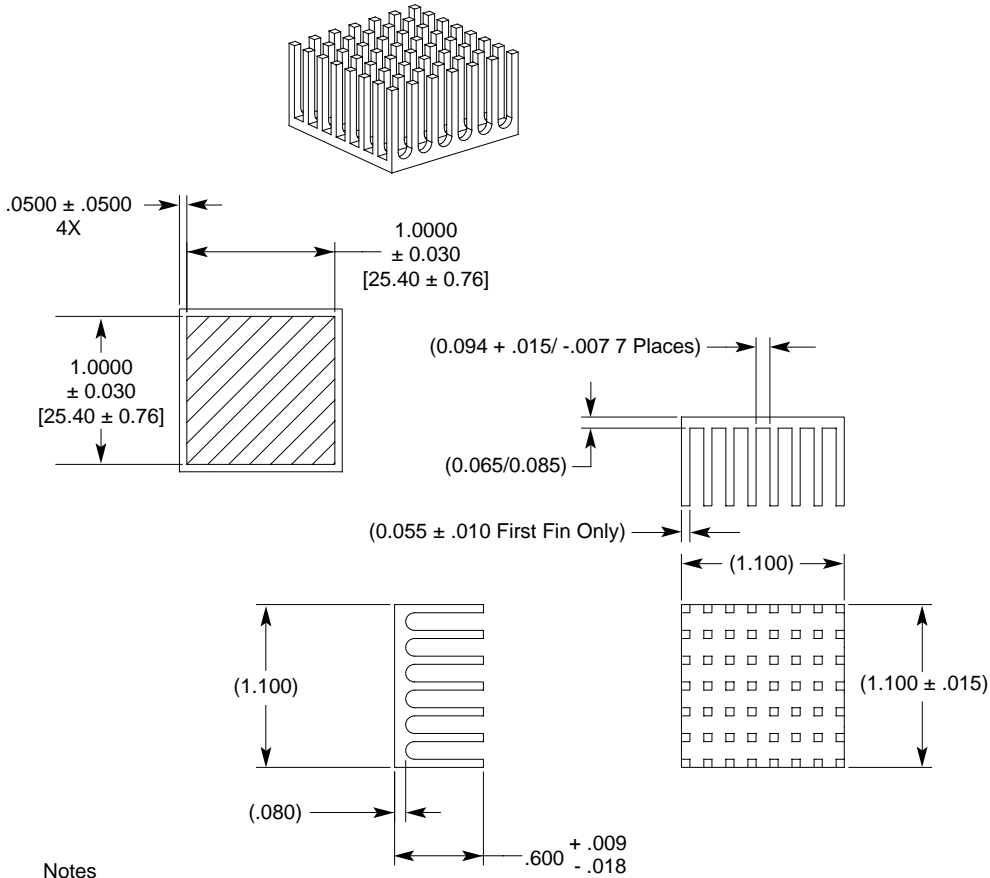 .0500 ± .0500
4X
1.0000
± 0.030
[25.40 ± 0.76]
1.0000
± 0.030
[25.40 ± 0.76]
(0.094 + .015/ -.007 7 Places)
(0.065/0.085)
(0.055 ± .010 First Fin Only)
(1.100)
(1.100)
(1.100 ± .015)
(.080)
.600 + .009
- .018
Notes